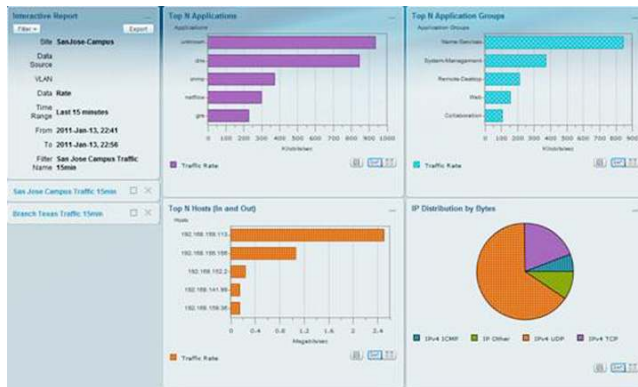 Interactive Report
Filter
Export
Site SanJose-Campus
Data Source
VLAN
Data Rate
Time Range Last 15 minutes
From 2011-Jan-13, 22:41
To 2011-Jan-13, 22:56
Filter Name San Jose Campus Traffic 15min
San Jose Campus Traffic 15min
Branch Texas Traffic 15min
Top N Applications
Applications
unknown
dns
snmp
netflow
gre
0 100 200 300 400 500 600 700 800 900 1000
Kilobits/sec
Traffic Rate
Top N Application Groups
Application Groups
Name-Services
System-Management
Remote-Desktop
Web
Collaboration
0 100 200 300 400 500 600 700 800 900
Kilobits/sec
Traffic Rate
Top N Hosts (In and Out)
Hosts
192.168.152.2
0 0.4 0.8 1.2 1.6 2 2.4
Megabits/sec
Traffic Rate
IP Distribution by Bytes
IPv4 ICMP
IP Other
IPv4 UDP
IPv4 TCP